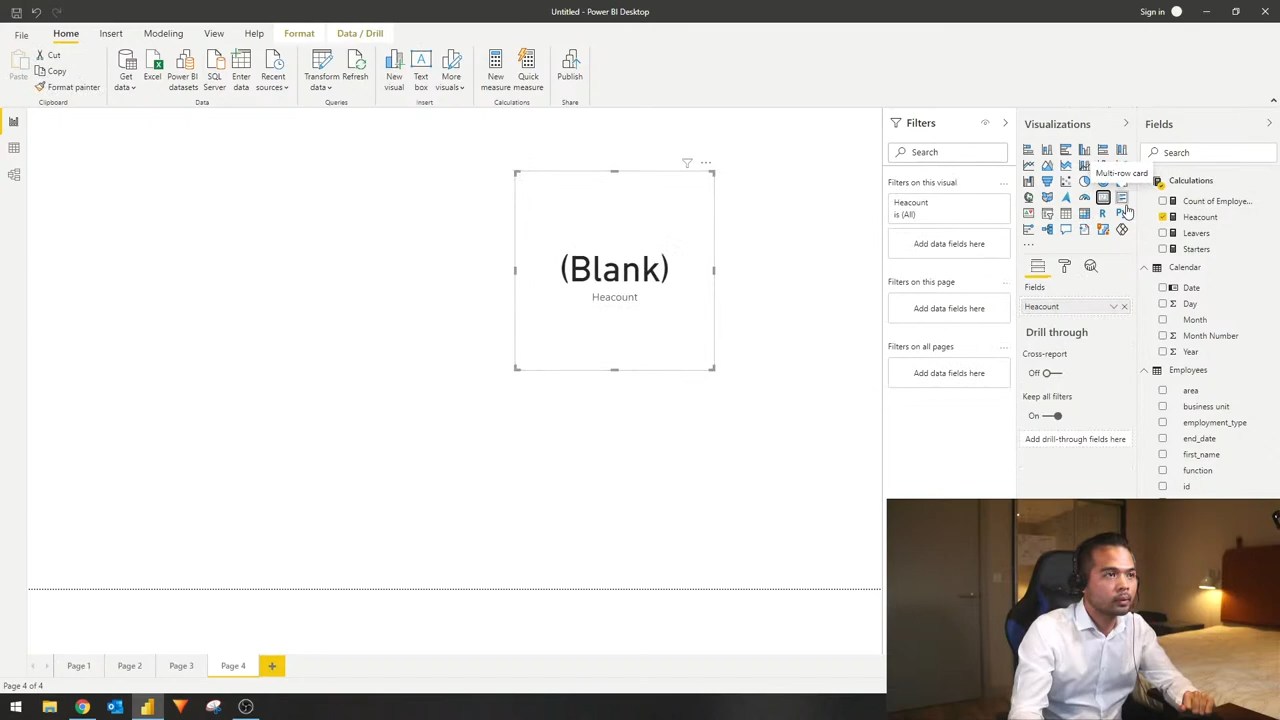 Untitled - Power BI Desktop
Sign in
File
Home
Insert
Modeling
View
Help
Format
Data / Drill
Paste
Cut
Copy
Format painter
Clipboard
Get data
Excel
Power BI datasets
SQL Server
Enter data
Recent sources
Data
Transform data
Refresh
Queries
New visual
Text box
More visuals
Insert
New measure
Quick measure
Calculations
Publish
Share
(Blank)
Heacount
Filters
Search
Filters on this visual
Heacount
is (All)
Add data fields here
Filters on this page
Add data fields here
Filters on all pages
Add data fields here
Visualizations
Multi-row card
R
Py
Fields
Heacount
Drill through
Cross-report
Off
Keep all filters
On
Add drill-through fields here
Fields
Search
Calculations
Count of Employe...
Heacount
Leavers
Starters
Calendar
Date
Day
Month
Month Number
Year
Employees
area
business unit
employment_type
end_date
first_name
function
id
Page 1
Page 2
Page 3
Page 4
Page 4 of 4